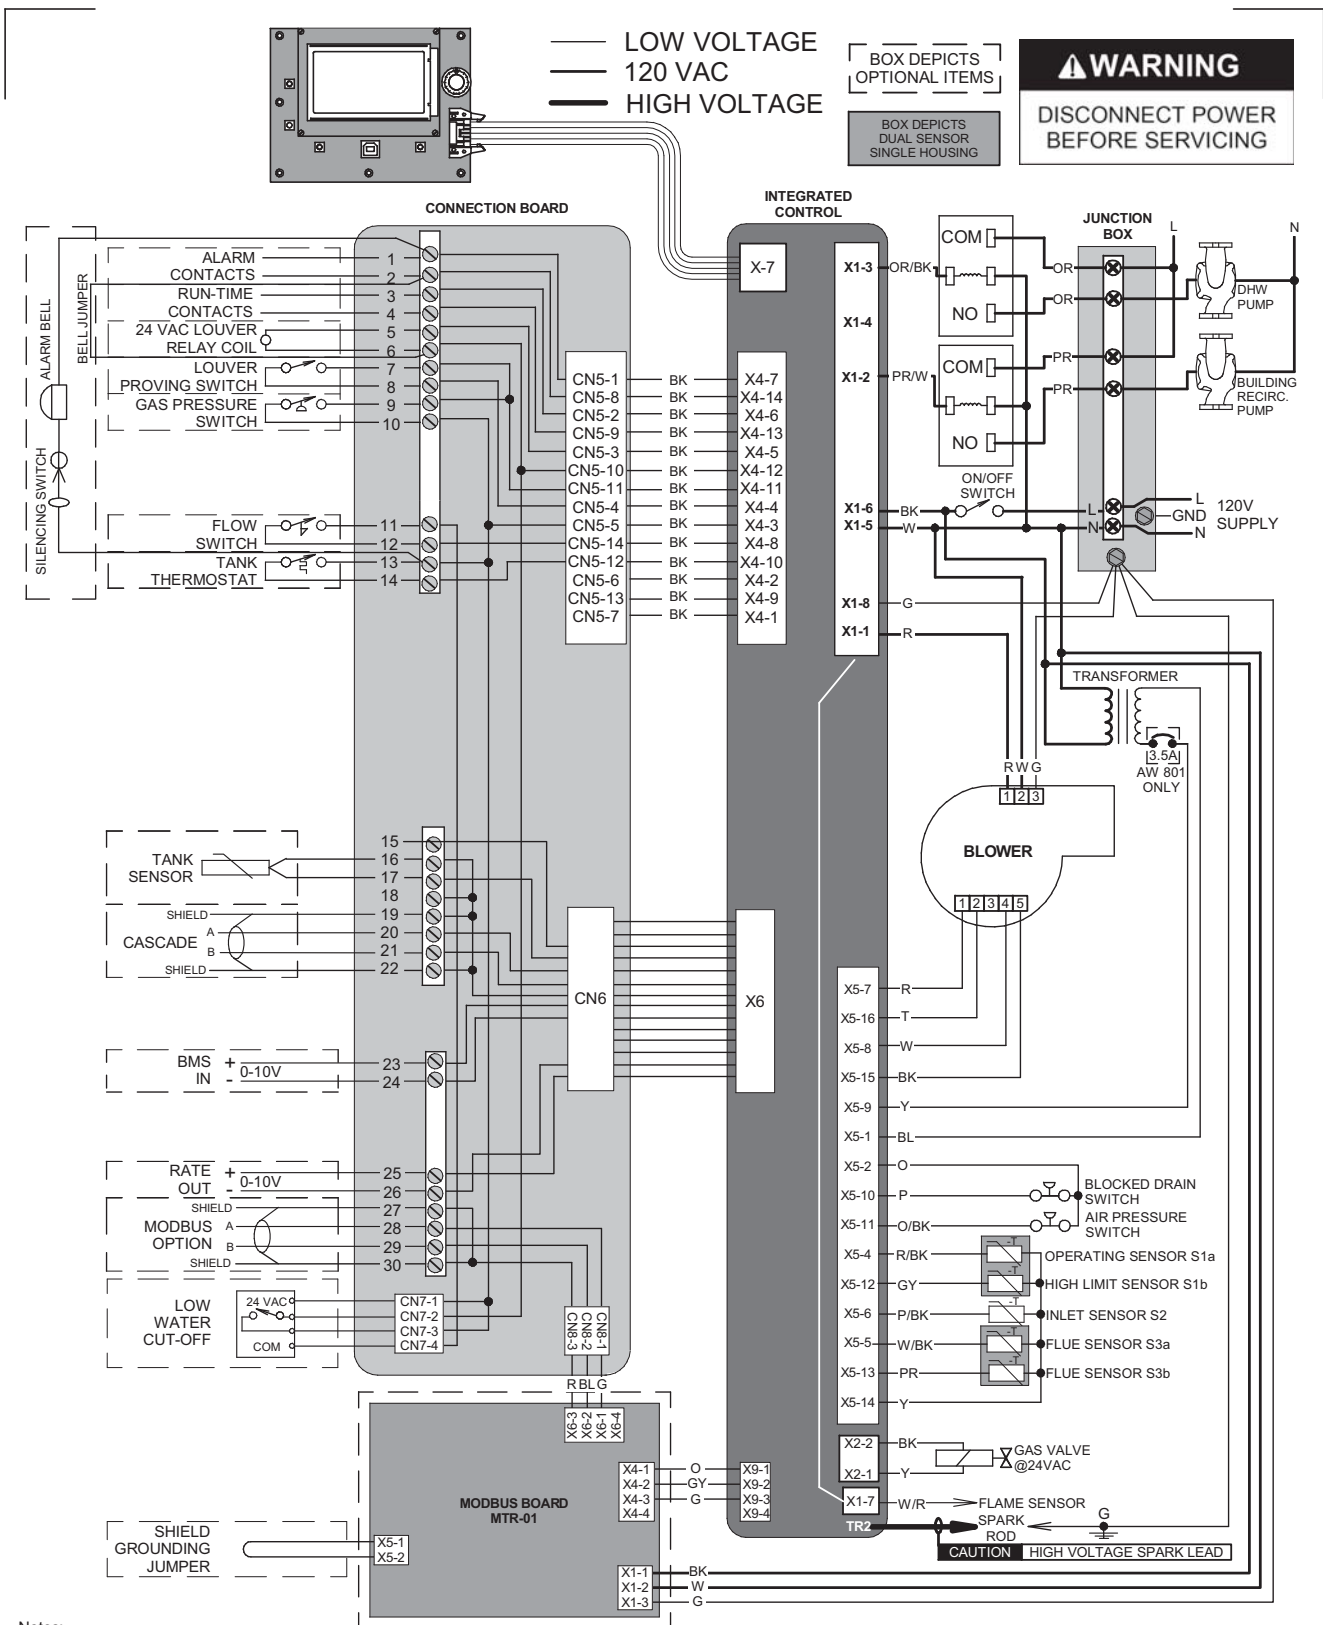 LOW VOLTAGE
120 VAC
HIGH VOLTAGE
BOX DEPICTS
OPTIONAL ITEMS
BOX DEPICTS
DUAL SENSOR
SINGLE HOUSING
WARNING
DISCONNECT POWER
BEFORE SERVICING
CONNECTION BOARD
INTEGRATED
CONTROL
JUNCTION
BOX
L
N
ALARM BELL
SILENCING SWITCH
BELL JUMPER
ALARM 1
CONTACTS 2
RUN-TIME 3
CONTACTS 4
24 VAC LOUVER 5
RELAY COIL 6
LOUVER 7
PROVING SWITCH 8
GAS PRESSURE 9
SWITCH 10
FLOW 11
SWITCH 12
TANK 13
THERMOSTAT 14
CN5-1 BK X4-7
CN5-8 BK X4-14
CN5-2 BK X4-6
CN5-9 BK X4-13
CN5-3 BK X4-5
CN5-10 BK X4-12
CN5-11 BK X4-11
CN5-4 BK X4-4
CN5-5 BK X4-3
CN5-14 BK X4-8
CN5-12 BK X4-10
CN5-6 BK X4-2
CN5-13 BK X4-9
CN5-7 BK X4-1
X-7
X1-3 OR/BK
X1-4
X1-2 PR/W
X1-6 BK
X1-5 W
X1-8 G
X1-1 R
COM
NO
COM
NO
OR
OR
PR
PR
DHW
PUMP
BUILDING
RECIRC.
PUMP
ON/OFF
SWITCH
L
N
L
GND
N
120V
SUPPLY
TRANSFORMER
3.5A
AW 801
ONLY
R W G
1 2 3
BLOWER
1 2 3 4 5
15
TANK 16
SENSOR 17
18
SHIELD 19
CASCADE A 20
B 21
SHIELD 22
CN6
X6
BMS + 23
IN - 0-10V 24
RATE + 25
OUT - 0-10V 26
SHIELD 27
MODBUS A 28
OPTION B 29
SHIELD 30
LOW
WATER
CUT-OFF
24 VAC
COM
CN7-1
CN7-2
CN7-3
CN7-4
CN8-3
CN8-2
CN8-1
R BL G
X6-3
X6-2
X6-1
X6-4
X5-7 R
X5-16 T
X5-8 W
X5-15 BK
X5-9 Y
X5-1 BL
X5-2 O
X5-10 P BLOCKED DRAIN
SWITCH
X5-11 O/BK AIR PRESSURE
SWITCH
X5-4 R/BK -T OPERATING SENSOR S1a
X5-12 GY -T HIGH LIMIT SENSOR S1b
X5-6 P/BK -T INLET SENSOR S2
X5-5 W/BK -T FLUE SENSOR S3a
X5-13 PR -T FLUE SENSOR S3b
X5-14 Y
X2-2 BK
X2-1 Y
GAS VALVE
@24VAC
X1-7 W/R FLAME SENSOR
TR2 SPARK
ROD
G
CAUTION HIGH VOLTAGE SPARK LEAD
MODBUS BOARD
MTR-01
X4-1 O X9-1
X4-2 GY X9-2
X4-3 G X9-3
X4-4 X9-4
SHIELD
GROUNDING
JUMPER
X5-1
X5-2
X1-1 BK
X1-2 W
X1-3 G